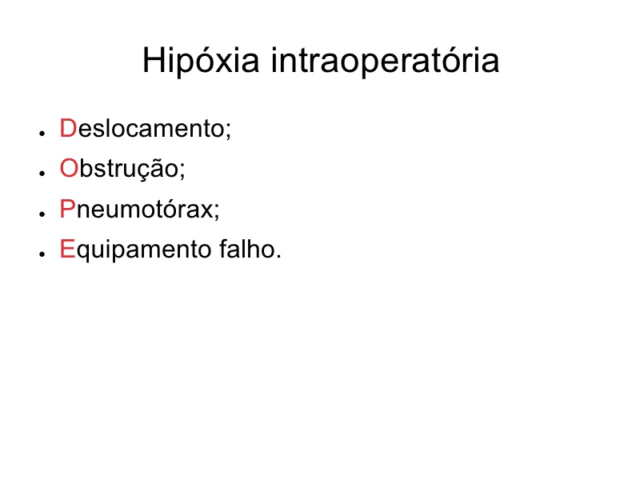 Hipóxia intraoperatória
● Deslocamento;
● Obstrução;
● Pneumotórax;
● Equipamento falho.